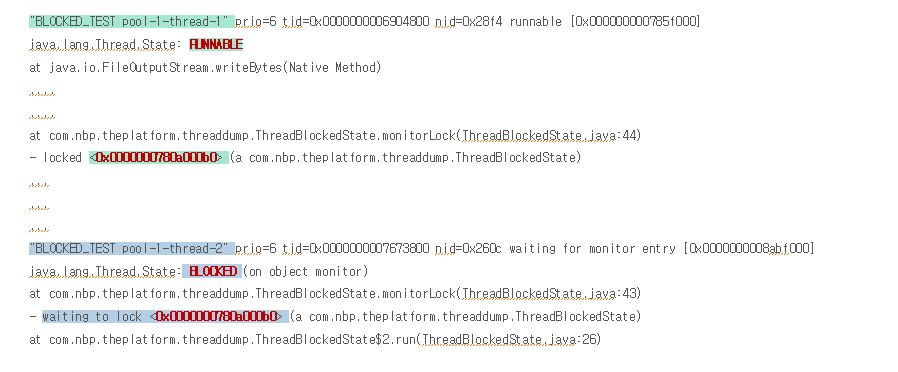 "BLOCKED_TEST pool-1-thread-1" prio=6 tid=0x0000000006904800 nid=0x28f4 runnable [0x000000000785f000]
java.lang.Thread.State: RUNNABLE
at java.io.FileOutputStream.writeBytes(Native Method)
,,,,,
,,,,,
at com.nbp.theplatform.threaddump.ThreadBlockedState.monitorLock(ThreadBlockedState.java:44)
- locked <0x0000000780a000b0> (a com.nbp.theplatform.threaddump.ThreadBlockedState)
,,,,
,,,,
,,,,
"BLOCKED_TEST pool-1-thread-2" prio=6 tid=0x0000000007673800 nid=0x260c waiting for monitor entry [0x0000000008abf000]
java.lang.Thread.State: BLOCKED (on object monitor)
at com.nbp.theplatform.threaddump.ThreadBlockedState.monitorLock(ThreadBlockedState.java:43)
- waiting to lock <0x0000000780a000b0> (a com.nbp.theplatform.threaddump.ThreadBlockedState)
at com.nbp.theplatform.threaddump.ThreadBlockedState$2.run(ThreadBlockedState.java:26)